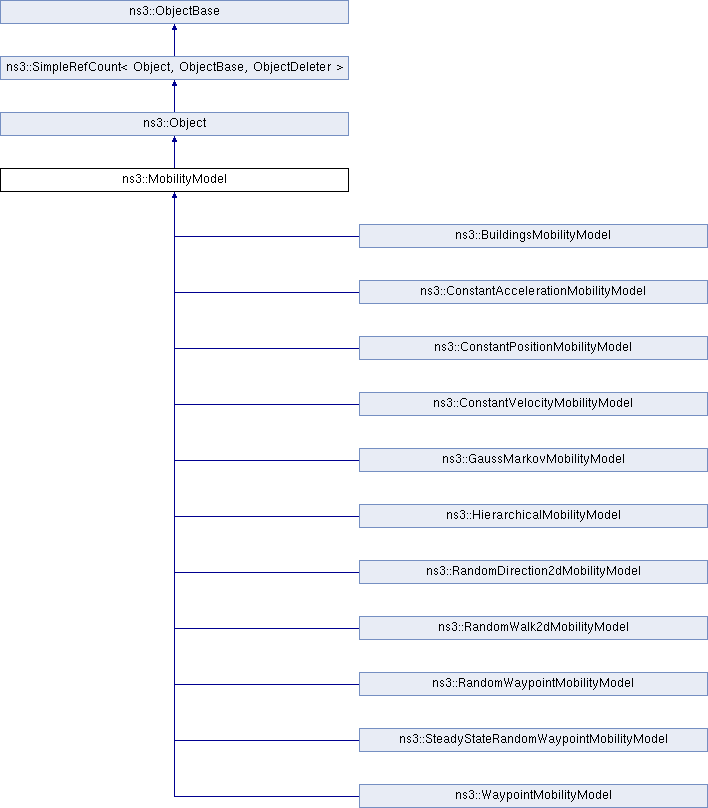 ns3::ObjectBase
ns3::SimpleRefCount< Object, ObjectBase, ObjectDeleter >
ns3::Object
ns3::MobilityModel
ns3::BuildingsMobilityModel
ns3::ConstantAccelerationMobilityModel
ns3::ConstantPositionMobilityModel
ns3::ConstantVelocityMobilityModel
ns3::GaussMarkovMobilityModel
ns3::HierarchicalMobilityModel
ns3::RandomDirection2dMobilityModel
ns3::RandomWalk2dMobilityModel
ns3::RandomWaypointMobilityModel
ns3::SteadyStateRandomWaypointMobilityModel
ns3::WaypointMobilityModel